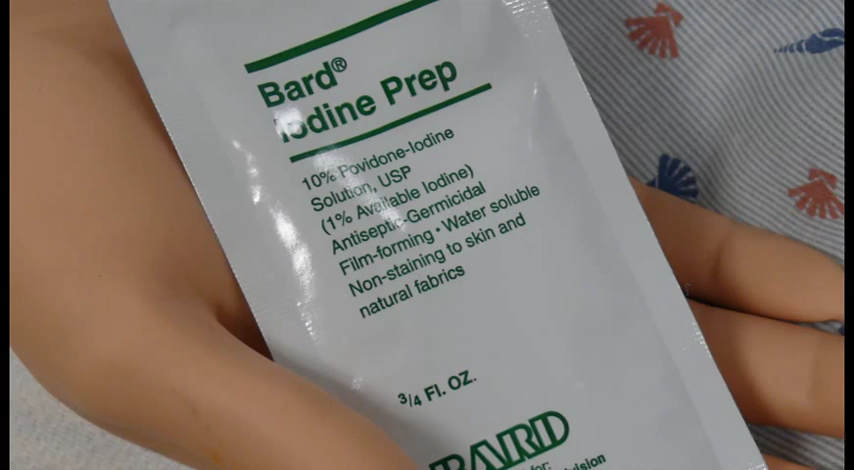 Bard®
Iodine Prep
10% Povidone-Iodine
Solution, USP
(1% Available Iodine)
Antiseptic-Germicidal
Film-forming • Water soluble
Non-staining to skin and
natural fabrics
3/4 Fl. OZ.
BARD
for: